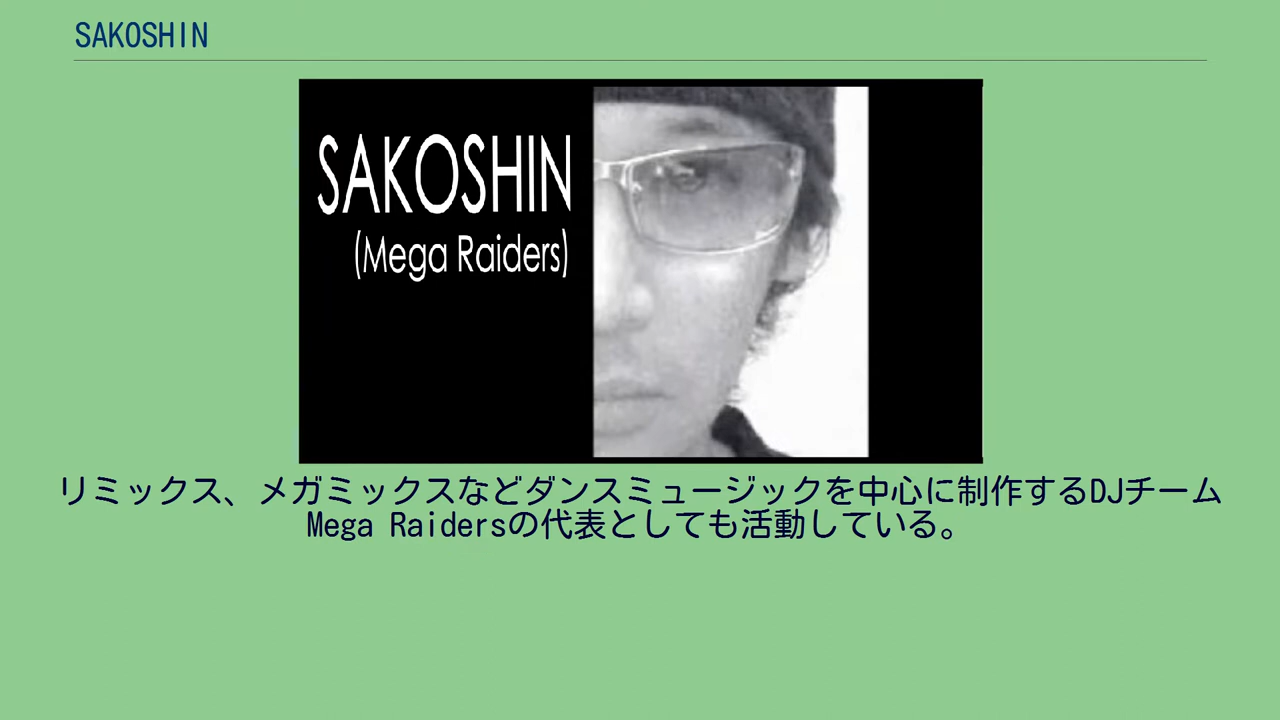 SAKOSHIN
SAKOSHIN
(Mega Raiders)
リミックス、メガミックスなどダンスミュージックを中心に制作するDJチーム
Mega Raidersの代表としても活動している。